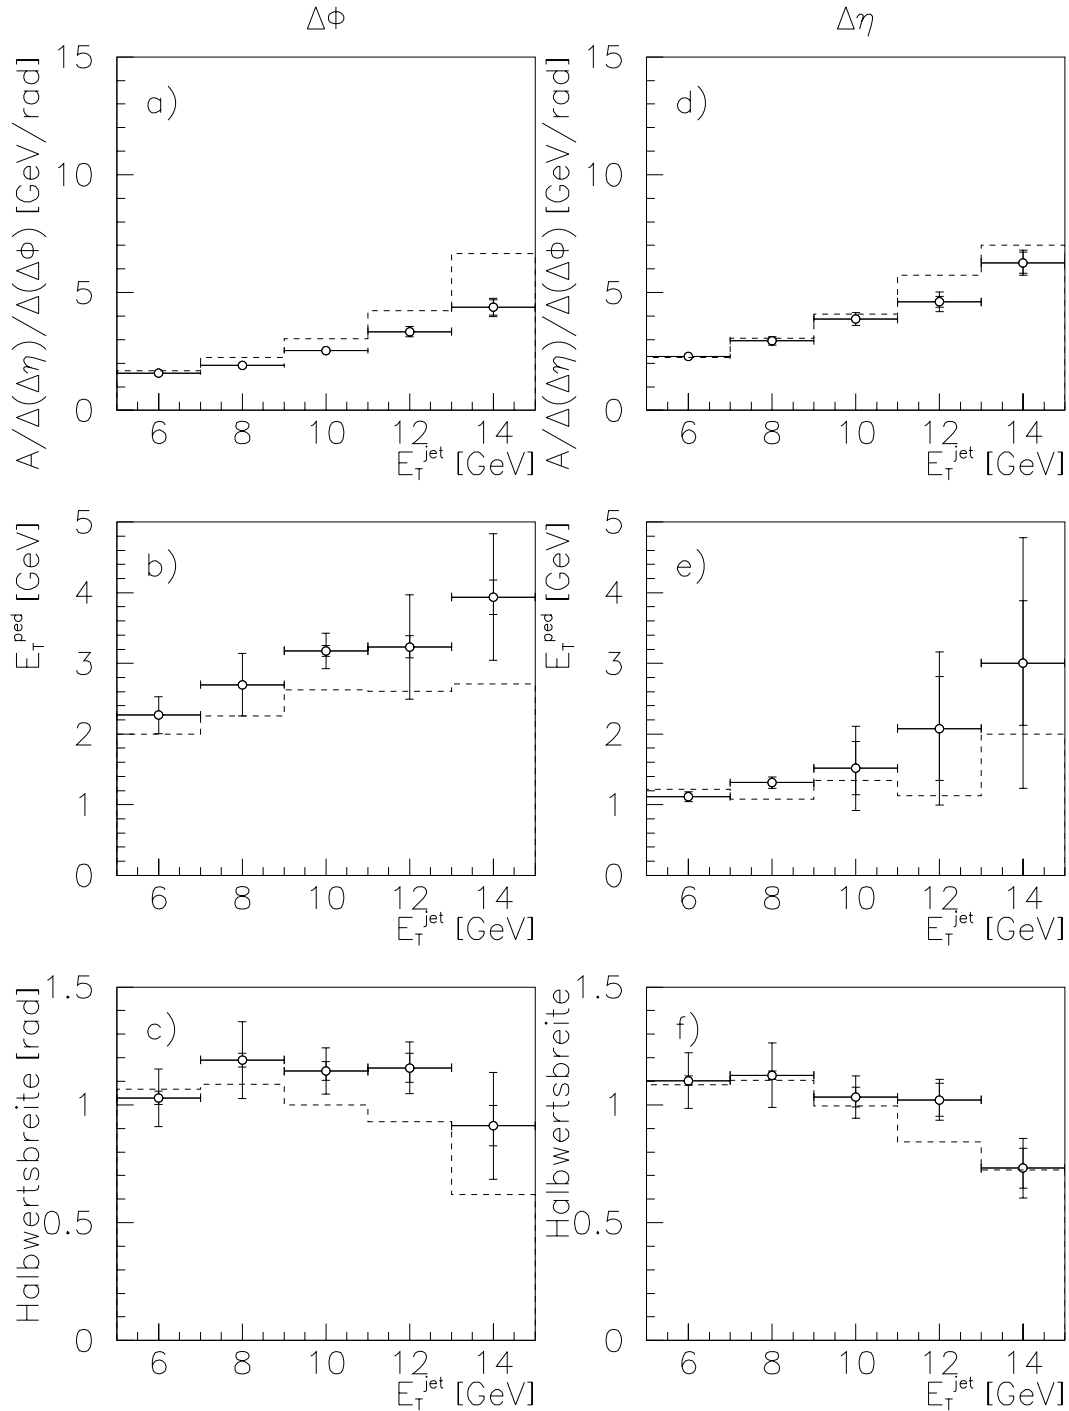 ΔΦ
Δη
A/Δ(Δη)/Δ(ΔΦ) [GeV/rad]
15
10
5
0
a)
6 8 10 12 14
E_T^jet [GeV]
A/Δ(Δη)/Δ(ΔΦ) [GeV/rad]
15
10
5
0
d)
6 8 10 12 14
E_T^jet [GeV]
E_T^ped [GeV]
5
4
3
2
1
0
b)
6 8 10 12 14
E_T^jet [GeV]
E_T^ped [GeV]
5
4
3
2
1
0
e)
6 8 10 12 14
E_T^jet [GeV]
Halbwertsbreite [rad]
1.5
1
0.5
0
c)
6 8 10 12 14
E_T^jet [GeV]
Halbwertsbreite
1.5
1
0.5
0
f)
6 8 10 12 14
E_T^jet [GeV]